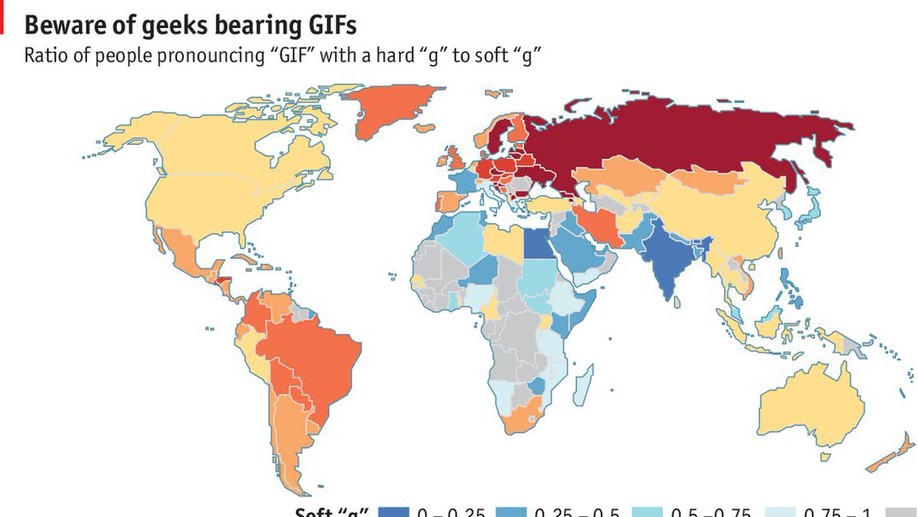 Beware of geeks bearing GIFs
Ratio of people pronouncing “GIF” with a hard “g” to soft “g”
Soft “g” 0 – 0.25 0.25 – 0.5 0.5 –0.75 0.75 – 1